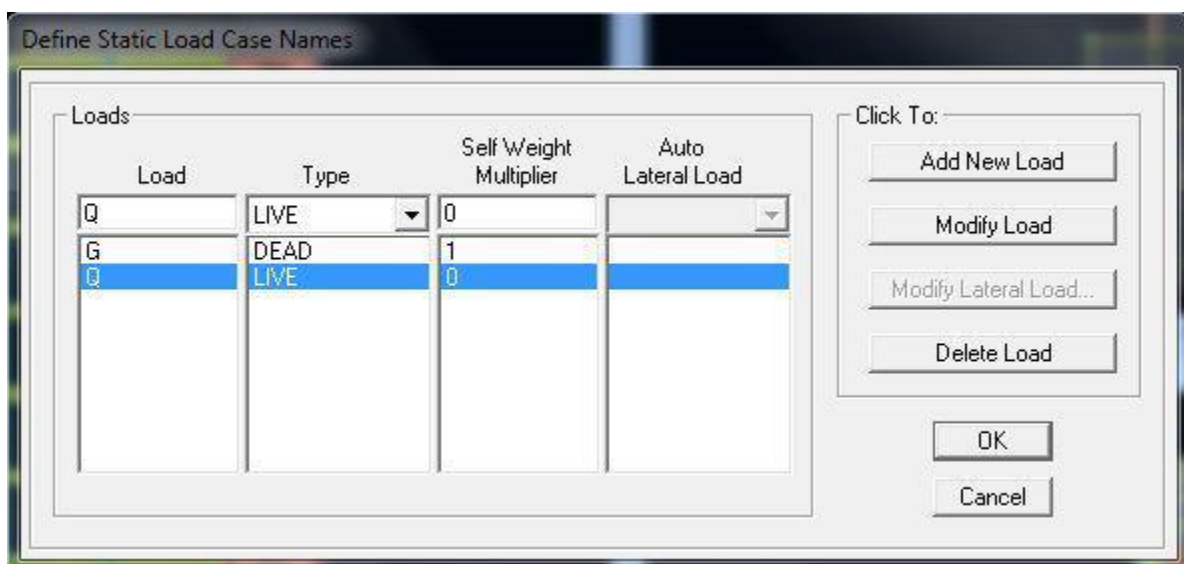 Define Static Load Case Names
Loads
Load Type Self Weight Multiplier Auto Lateral Load
Q LIVE 0
G DEAD 1
Q LIVE 0
Click To:
Add New Load
Modify Load
Modify Lateral Load...
Delete Load
OK
Cancel